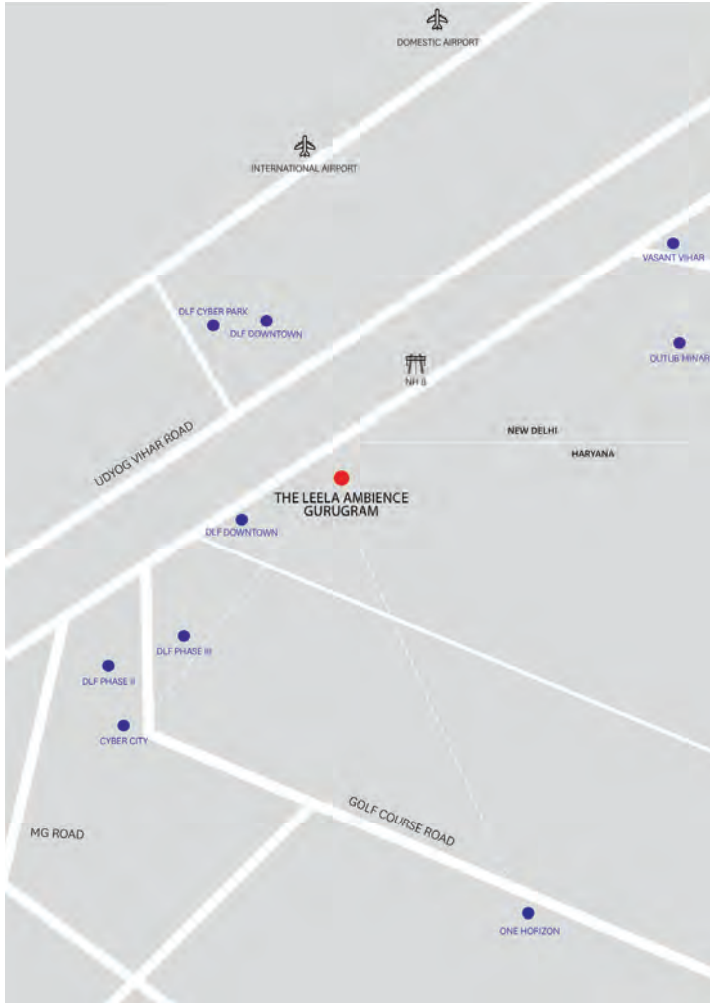 DOMESTIC AIRPORT
INTERNATIONAL AIRPORT
VASANT VIHAR
DLF CYBER PARK
DLF DOWNTOWN
OUTUB MINAR
NH 8
UDYOG VIHAR ROAD
NEW DELHI
HARYANA
THE LEELA AMBIENCE
GURUGRAM
DLF DOWNTOWN
DLF PHASE III
DLF PHASE II
CYBER CITY
GOLF COURSE ROAD
MG ROAD
ONE HOFIZON